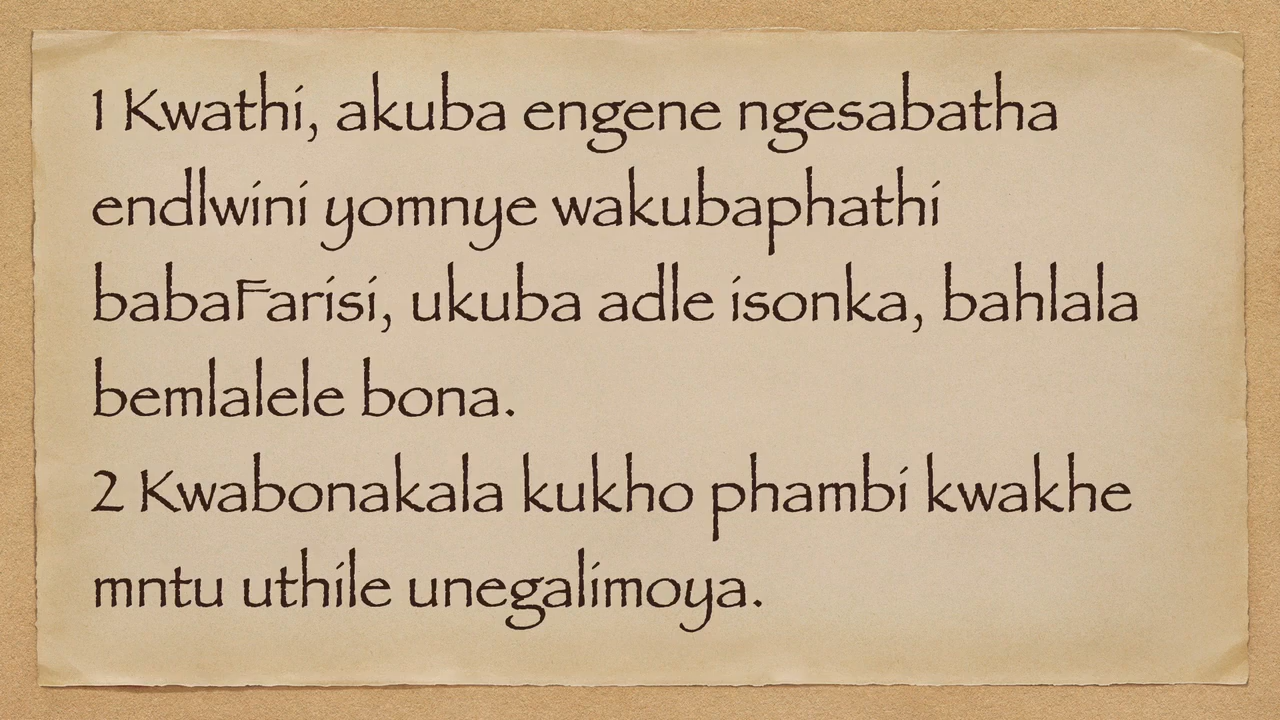 1 Kwathi, akuba engene ngesabatha
endlwini yomnye wakubaphathi
babaFarisi, ukuba adle isonka, bahlala
bemlalele bona.
2 Kwabonakala kukho phambi kwakhe
mntu uthile unegalimoya.